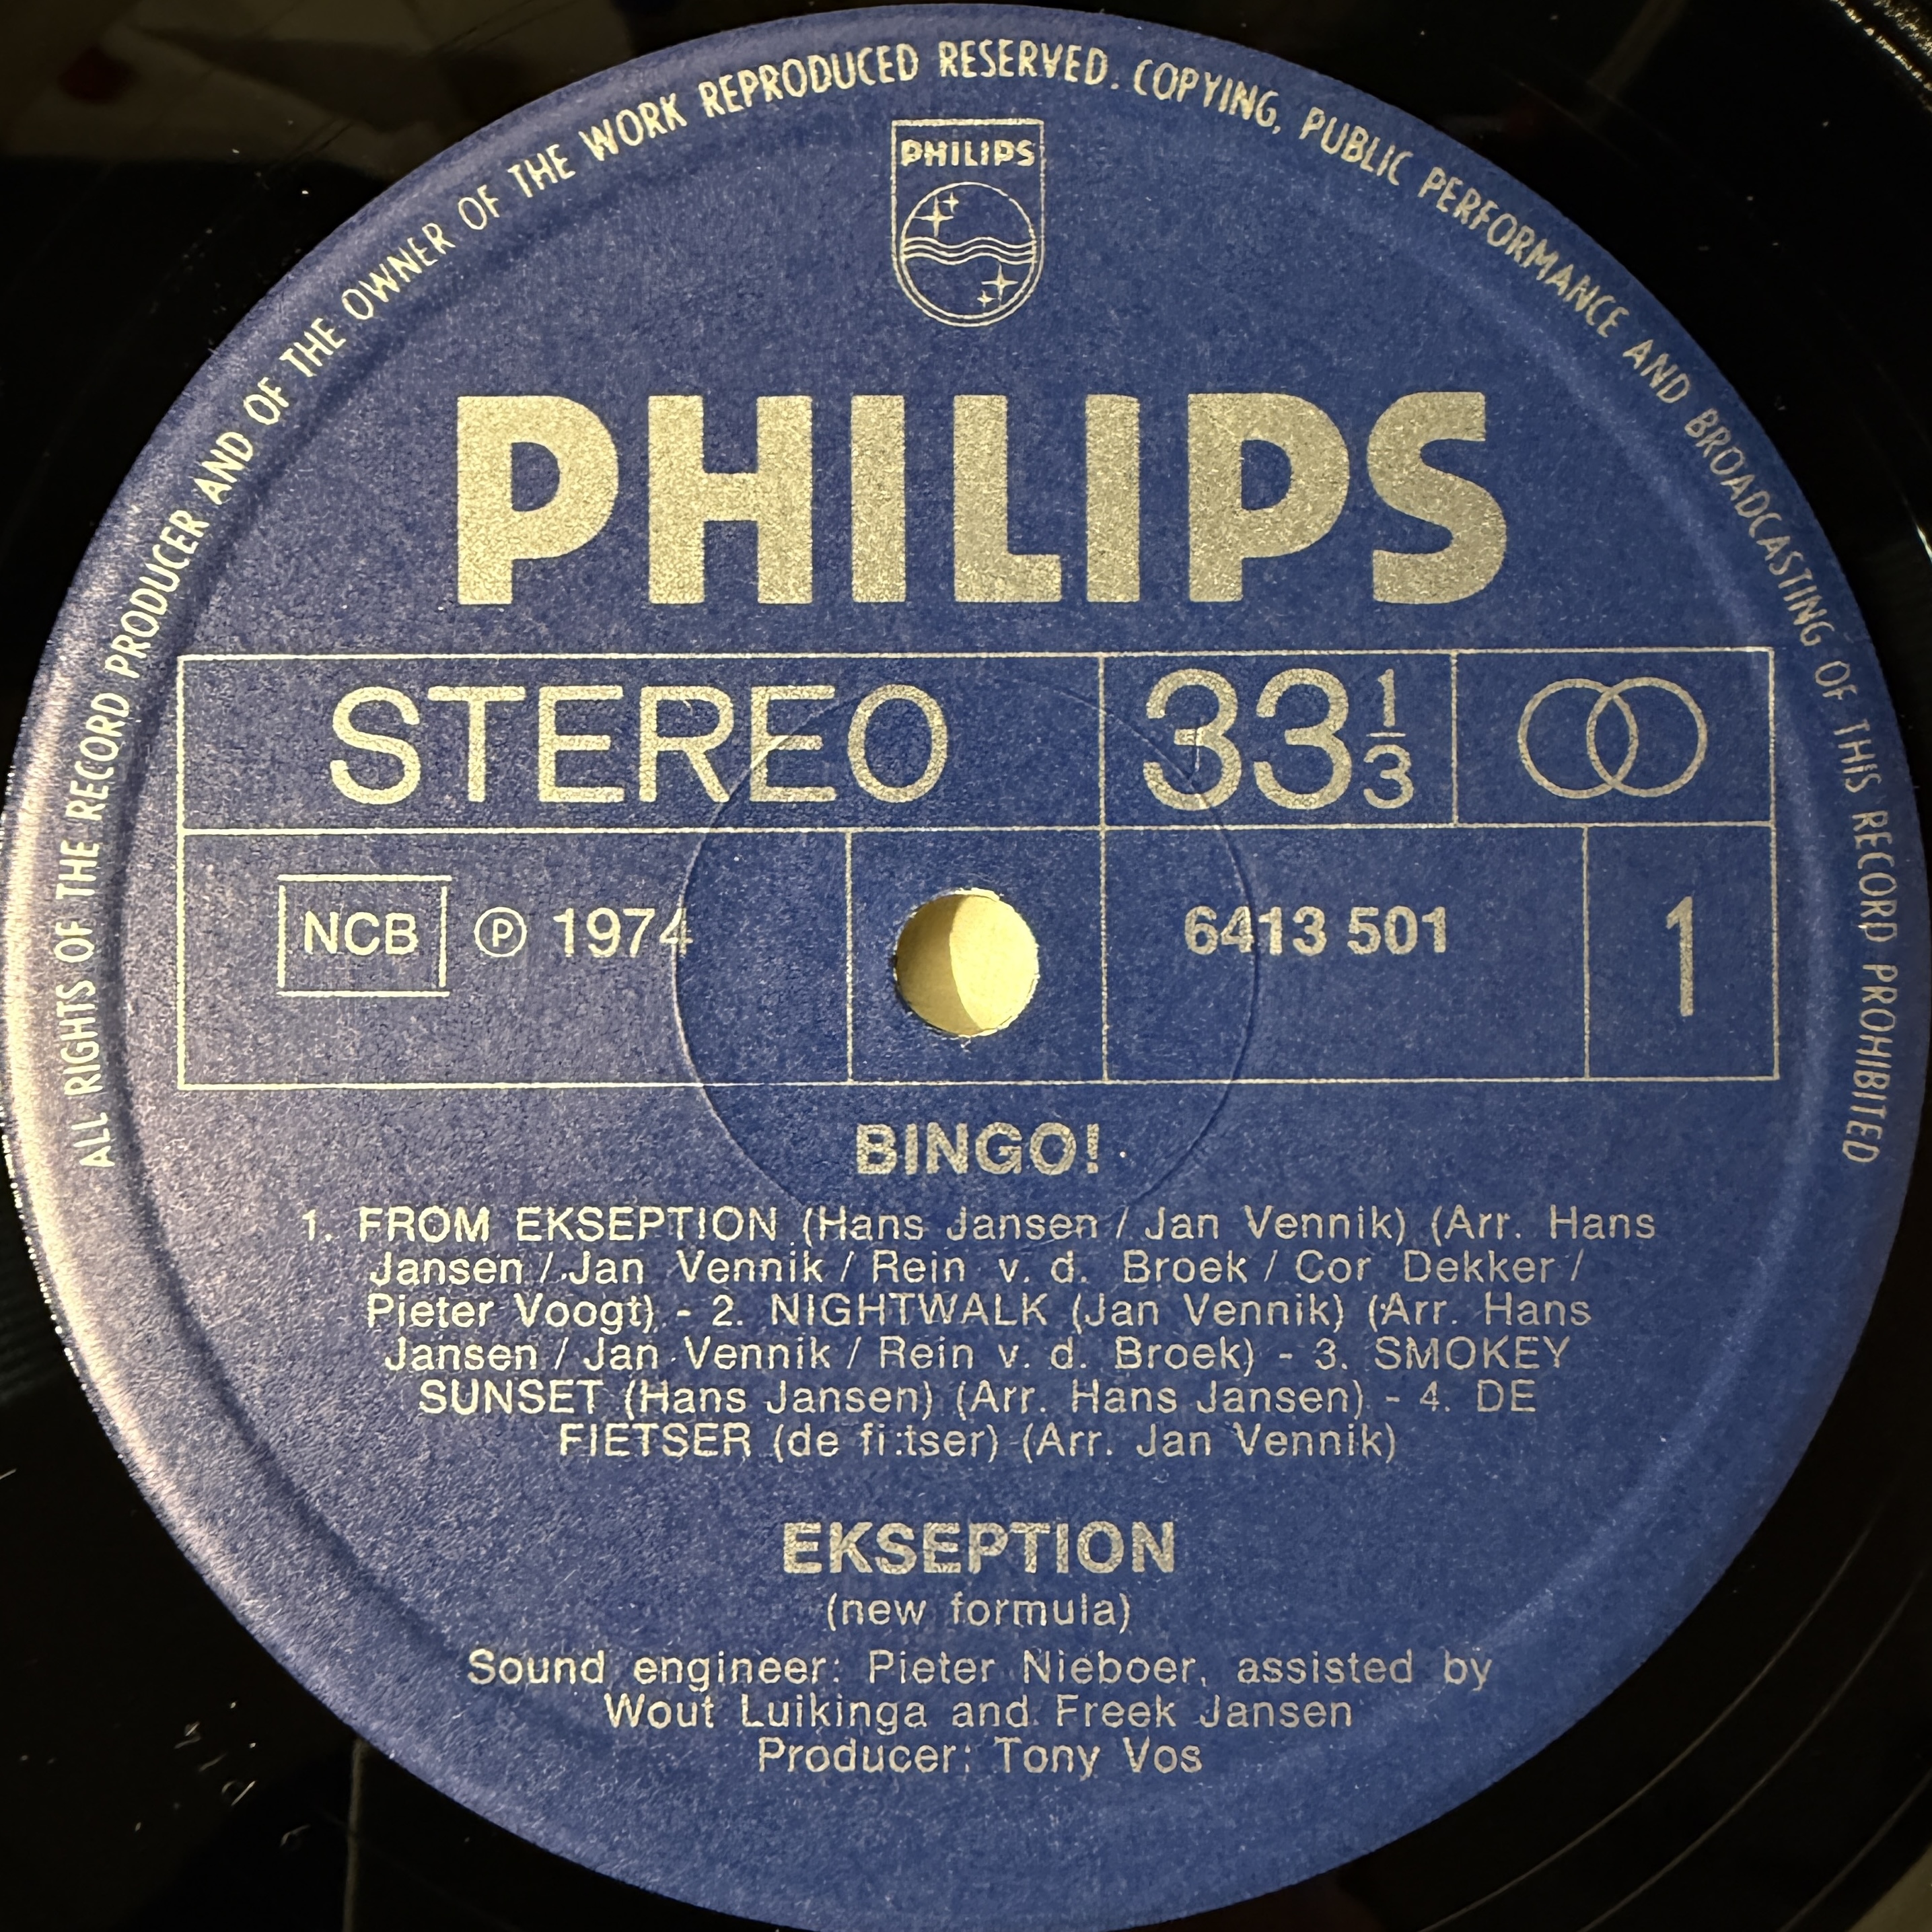 ALL RIGHTS OF THE RECORD PRODUCER AND OF THE OWNER OF THE WORK REPRODUCED RESERVED. COPYING, PUBLIC PERFORMANCE AND BROADCASTING OF THIS RECORD PROHIBITED
PHILIPS
PHILIPS
STEREO 33 1/3
NCB ℗ 1974 6413 501 1
BINGO!
1. FROM EKSEPTION (Hans Jansen / Jan Vennik) (Arr. Hans
Jansen / Jan Vennik / Rein v. d. Broek / Cor Dekker /
Pieter Voogt) - 2. NIGHTWALK (Jan Vennik) (Arr. Hans
Jansen / Jan Vennik / Rein v. d. Broek) - 3. SMOKEY
SUNSET (Hans Jansen) (Arr. Hans Jansen) - 4. DE
FIETSER (de fi:tser) (Arr. Jan Vennik)
EKSEPTION
(new formula)
Sound engineer: Pieter Nieboer, assisted by
Wout Luikinga and Freek Jansen
Producer: Tony Vos